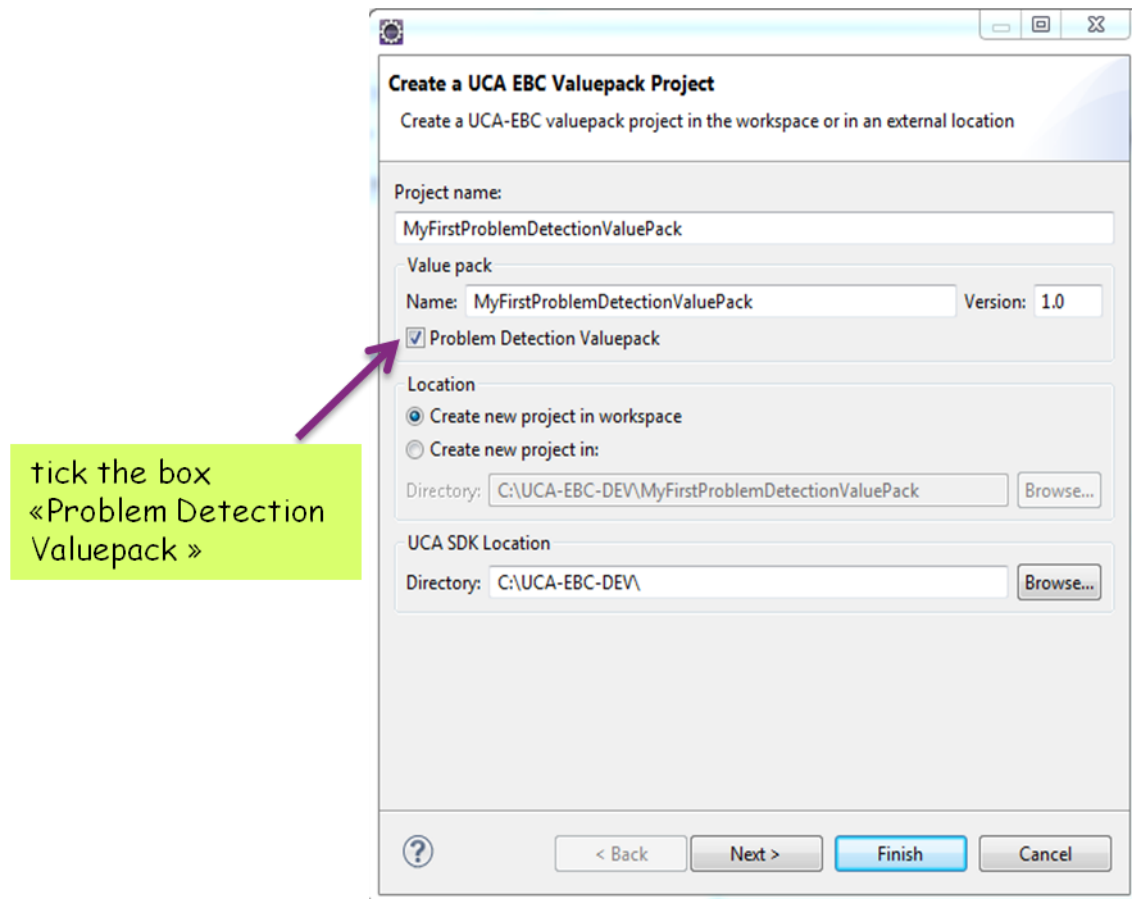 Create a UCA EBC Valuepack Project
Create a UCA-EBC valuepack project in the workspace or in an external location
Project name:
MyFirstProblemDetectionValuePack
Value pack
Name: MyFirstProblemDetectionValuePack Version: 1.0
Problem Detection Valuepack
Location
Create new project in workspace
Create new project in:
Directory: C:\UCA-EBC-DEV\MyFirstProblemDetectionValuePack Browse...
UCA SDK Location
Directory: C:\UCA-EBC-DEV\ Browse...
? < Back Next > Finish Cancel
tick the box
«Problem Detection
Valuepack »